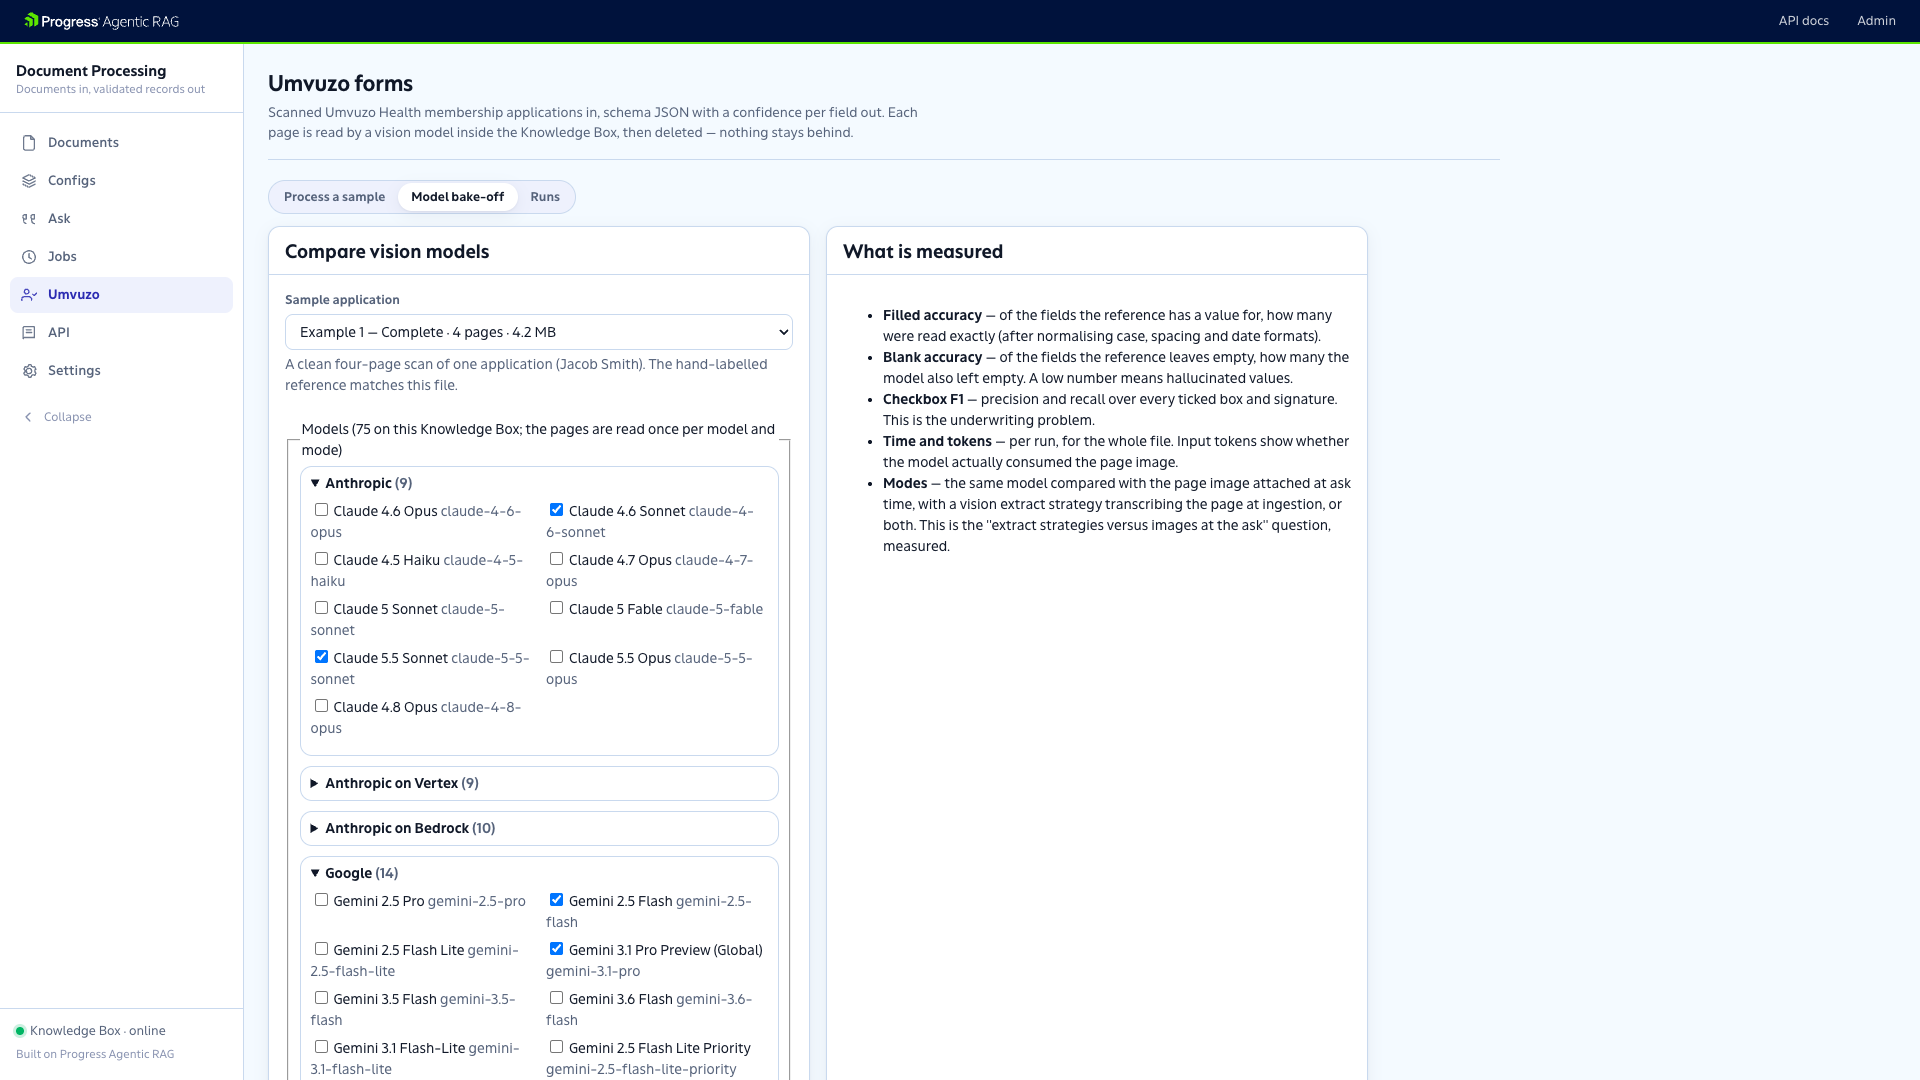 Progress Agentic RAG
API docs
Admin
Document Processing
Documents in, validated records out
Documents
Configs
Ask
Jobs
Umvuzo
API
Settings
Collapse
Knowledge Box · online
Built on Progress Agentic RAG
Umvuzo forms
Scanned Umvuzo Health membership applications in, schema JSON with a confidence per field out. Each
page is read by a vision model inside the Knowledge Box, then deleted — nothing stays behind.
Process a sample
Model bake-off
Runs
Compare vision models
Sample application
Example 1 — Complete · 4 pages · 4.2 MB
A clean four-page scan of one application (Jacob Smith). The hand-labelled
reference matches this file.
Models (75 on this Knowledge Box; the pages are read once per model and
mode)
Anthropic (9)
Claude 4.6 Opus claude-4-6-
opus
Claude 4.6 Sonnet claude-4-
6-sonnet
Claude 4.5 Haiku claude-4-5-
haiku
Claude 4.7 Opus claude-4-7-
opus
Claude 5 Sonnet claude-5-
sonnet
Claude 5 Fable claude-5-fable
Claude 5.5 Sonnet claude-5-5-
sonnet
Claude 5.5 Opus claude-5-5-
opus
Claude 4.8 Opus claude-4-8-
opus
Anthropic on Vertex (9)
Anthropic on Bedrock (10)
Google (14)
Gemini 2.5 Pro gemini-2.5-pro
Gemini 2.5 Flash gemini-2.5-
flash
Gemini 2.5 Flash Lite gemini-
2.5-flash-lite
Gemini 3.1 Pro Preview (Global)
gemini-3.1-pro
Gemini 3.5 Flash gemini-3.5-
flash
Gemini 3.6 Flash gemini-3.6-
flash
Gemini 3.1 Flash-Lite gemini-
3.1-flash-lite
Gemini 2.5 Flash Lite Priority
gemini-2.5-flash-lite-priority
What is measured
• Filled accuracy — of the fields the reference has a value for, how many
were read exactly (after normalising case, spacing and date formats).
• Blank accuracy — of the fields the reference leaves empty, how many the
model also left empty. A low number means hallucinated values.
• Checkbox F1 — precision and recall over every ticked box and signature.
This is the underwriting problem.
• Time and tokens — per run, for the whole file. Input tokens show whether
the model actually consumed the page image.
• Modes — the same model compared with the page image attached at ask
time, with a vision extract strategy transcribing the page at ingestion, or
both. This is the "extract strategies versus images at the ask" question,
measured.